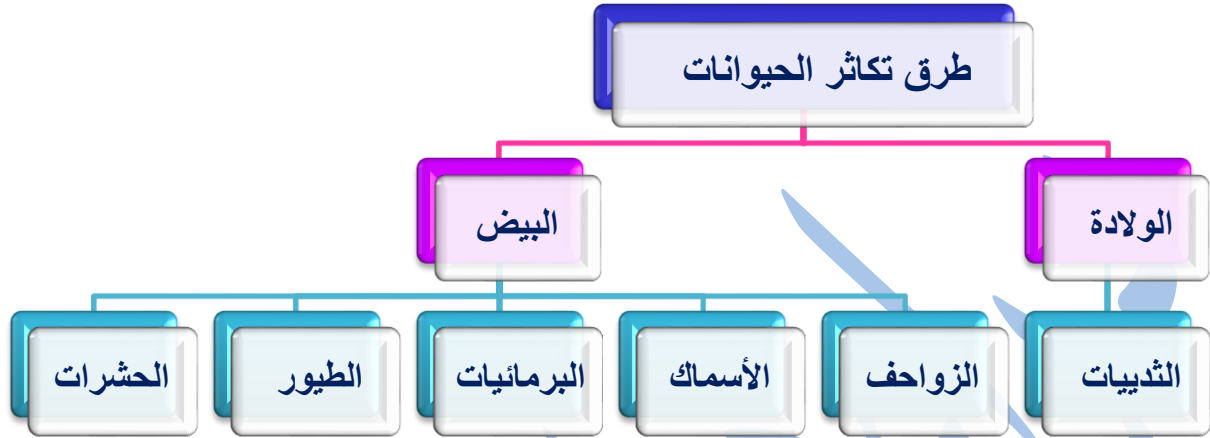 طرق تكاثر الحيوانات
الولادة
البيض
الثدييات
الزواحف
الأسماك
البرمائيات
الطيور
الحشرات